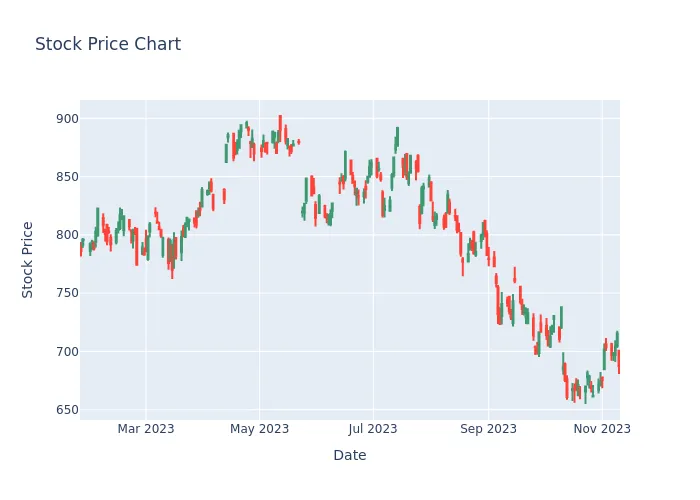 Stock Price Chart
900
850
800
750
700
650
Stock Price
Mar 2023
May 2023
Jul 2023
Sep 2023
Nov 2023
Date